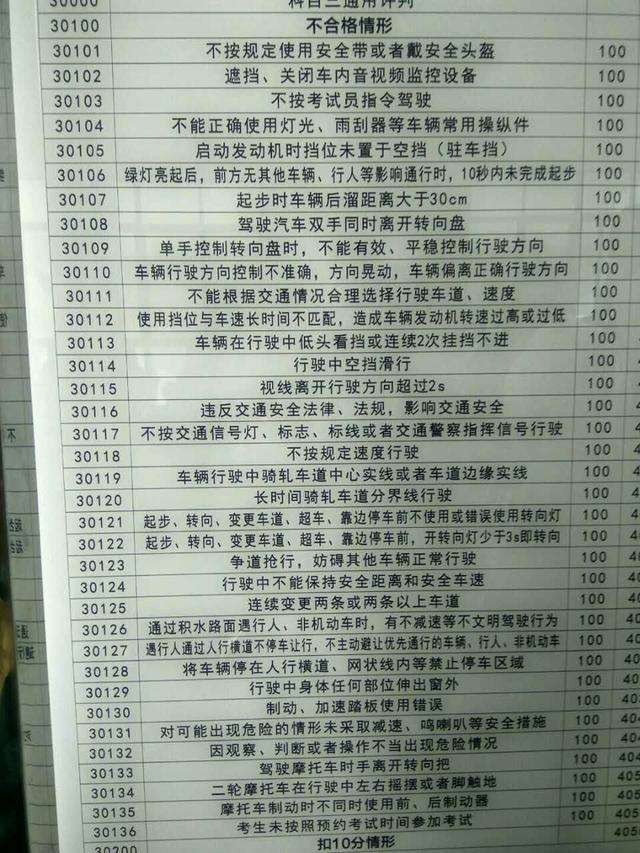 30000 科目三通用评判
30100 不合格情形
30101 不按规定使用安全带或者戴安全头盔 100
30102 遮挡、关闭车内音视频监控设备 100
30103 不按考试员指令驾驶 100
30104 不能正确使用灯光、雨刮器等车辆常用操纵件 100
30105 启动发动机时挡位未置于空挡（驻车挡） 100
30106 绿灯亮起后，前方无其他车辆、行人等影响通行时，10秒内未完成起步 100
30107 起步时车辆后溜距离大于30cm 100
30108 驾驶汽车双手同时离开转向盘 100
30109 单手控制转向盘时，不能有效、平稳控制行驶方向 100
30110 车辆行驶方向控制不准确，方向晃动，车辆偏离正确行驶方向 100
30111 不能根据交通情况合理选择行驶车道、速度 100
30112 使用挡位与车速长时间不匹配，造成车辆发动机转速过高或过低 100
30113 车辆在行驶中低头看挡或连续2次挂挡不进 100
30114 行驶中空挡滑行 100
30115 视线离开行驶方向超过2s 100
30116 违反交通安全法律、法规，影响交通安全 100
30117 不按交通信号灯、标志、标线或者交通警察指挥信号行驶 100
30118 不按规定速度行驶 100
30119 车辆行驶中骑轧车道中心实线或者车道边缘实线 100
30120 长时间骑轧车道分界线行驶 100
30121 起步、转向、变更车道、超车、靠边停车前不使用或错误使用转向灯 100
30122 起步、转向、变更车道、超车、靠边停车前，开转向灯少于3s即转向 100
30123 争道抢行，妨碍其他车辆正常行驶 100
30124 行驶中不能保持安全距离和安全车速 100
30125 连续变更两条或两条以上车道 100
30126 通过积水路面遇行人、非机动车时，有不减速等不文明驾驶行为 100
30127 遇行人通过人行横道不停车让行，不主动避让优先通行的车辆、行人、非机动车 100
30128 将车辆停在人行横道、网状线内等禁止停车区域 100
30129 行驶中身体任何部位伸出窗外 100
30130 制动、加速踏板使用错误 100
30131 对可能出现危险的情形未采取减速、鸣喇叭等安全措施 100
30132 因观察、判断或者操作不当出现危险情况 100
30133 驾驶摩托车时手离开转向把 100
30134 二轮摩托车在行驶中左右摇摆或者脚触地 100
30135 摩托车制动时不同时使用前、后制动器 100
30136 考生未按照预约考试时间参加考试 100
30200 扣10分情形